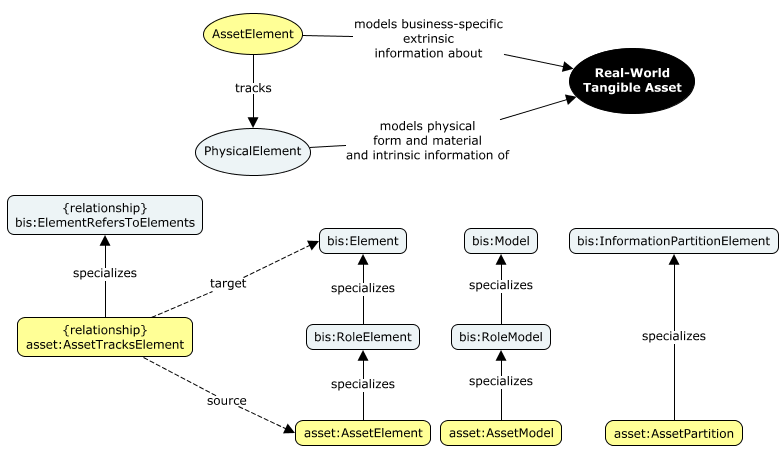 AssetElement
models business-specific
extrinsic
information about
Real-World
Tangible Asset
tracks
PhysicalElement
models physical
form and material
and intrinsic information of
{relationship}
bis:ElementRefersToElements
bis:Element
bis:Model
bis:InformationPartitionElement
specializes
target
specializes
specializes
{relationship}
asset:AssetTracksElement
bis:RoleElement
bis:RoleModel
specializes
specializes
specializes
source
asset:AssetElement
asset:AssetModel
asset:AssetPartition